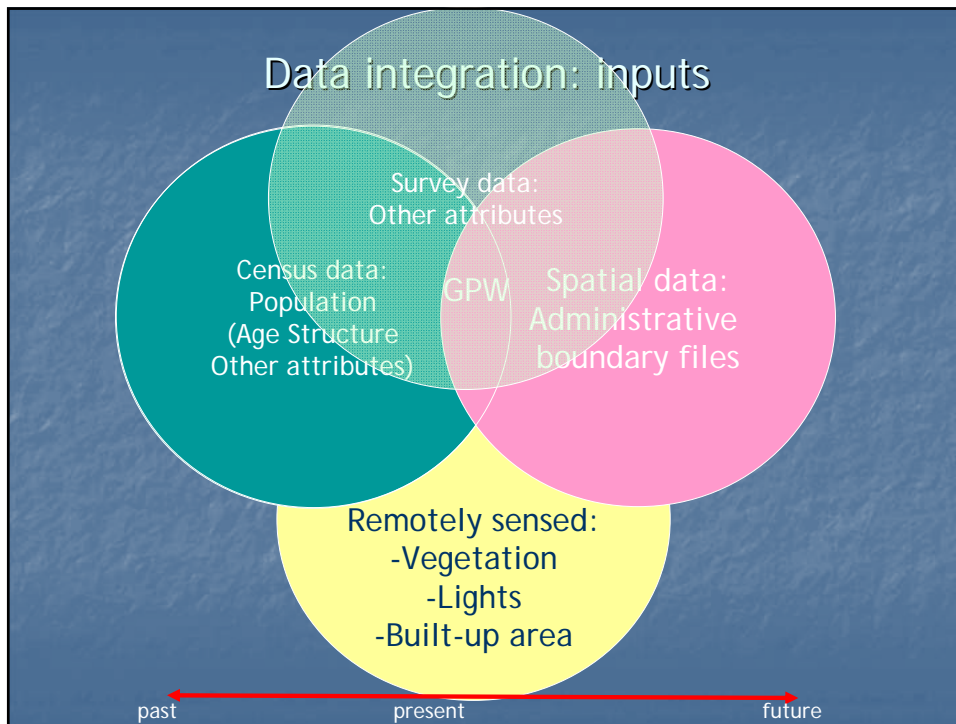 Data integration: inputs
Survey data:
Other attributes
Census data:
Population
(Age Structure
Other attributes)
GPW
Spatial data:
Administrative
boundary files
Remotely sensed:
-Vegetation
-Lights
-Built-up area
past present future